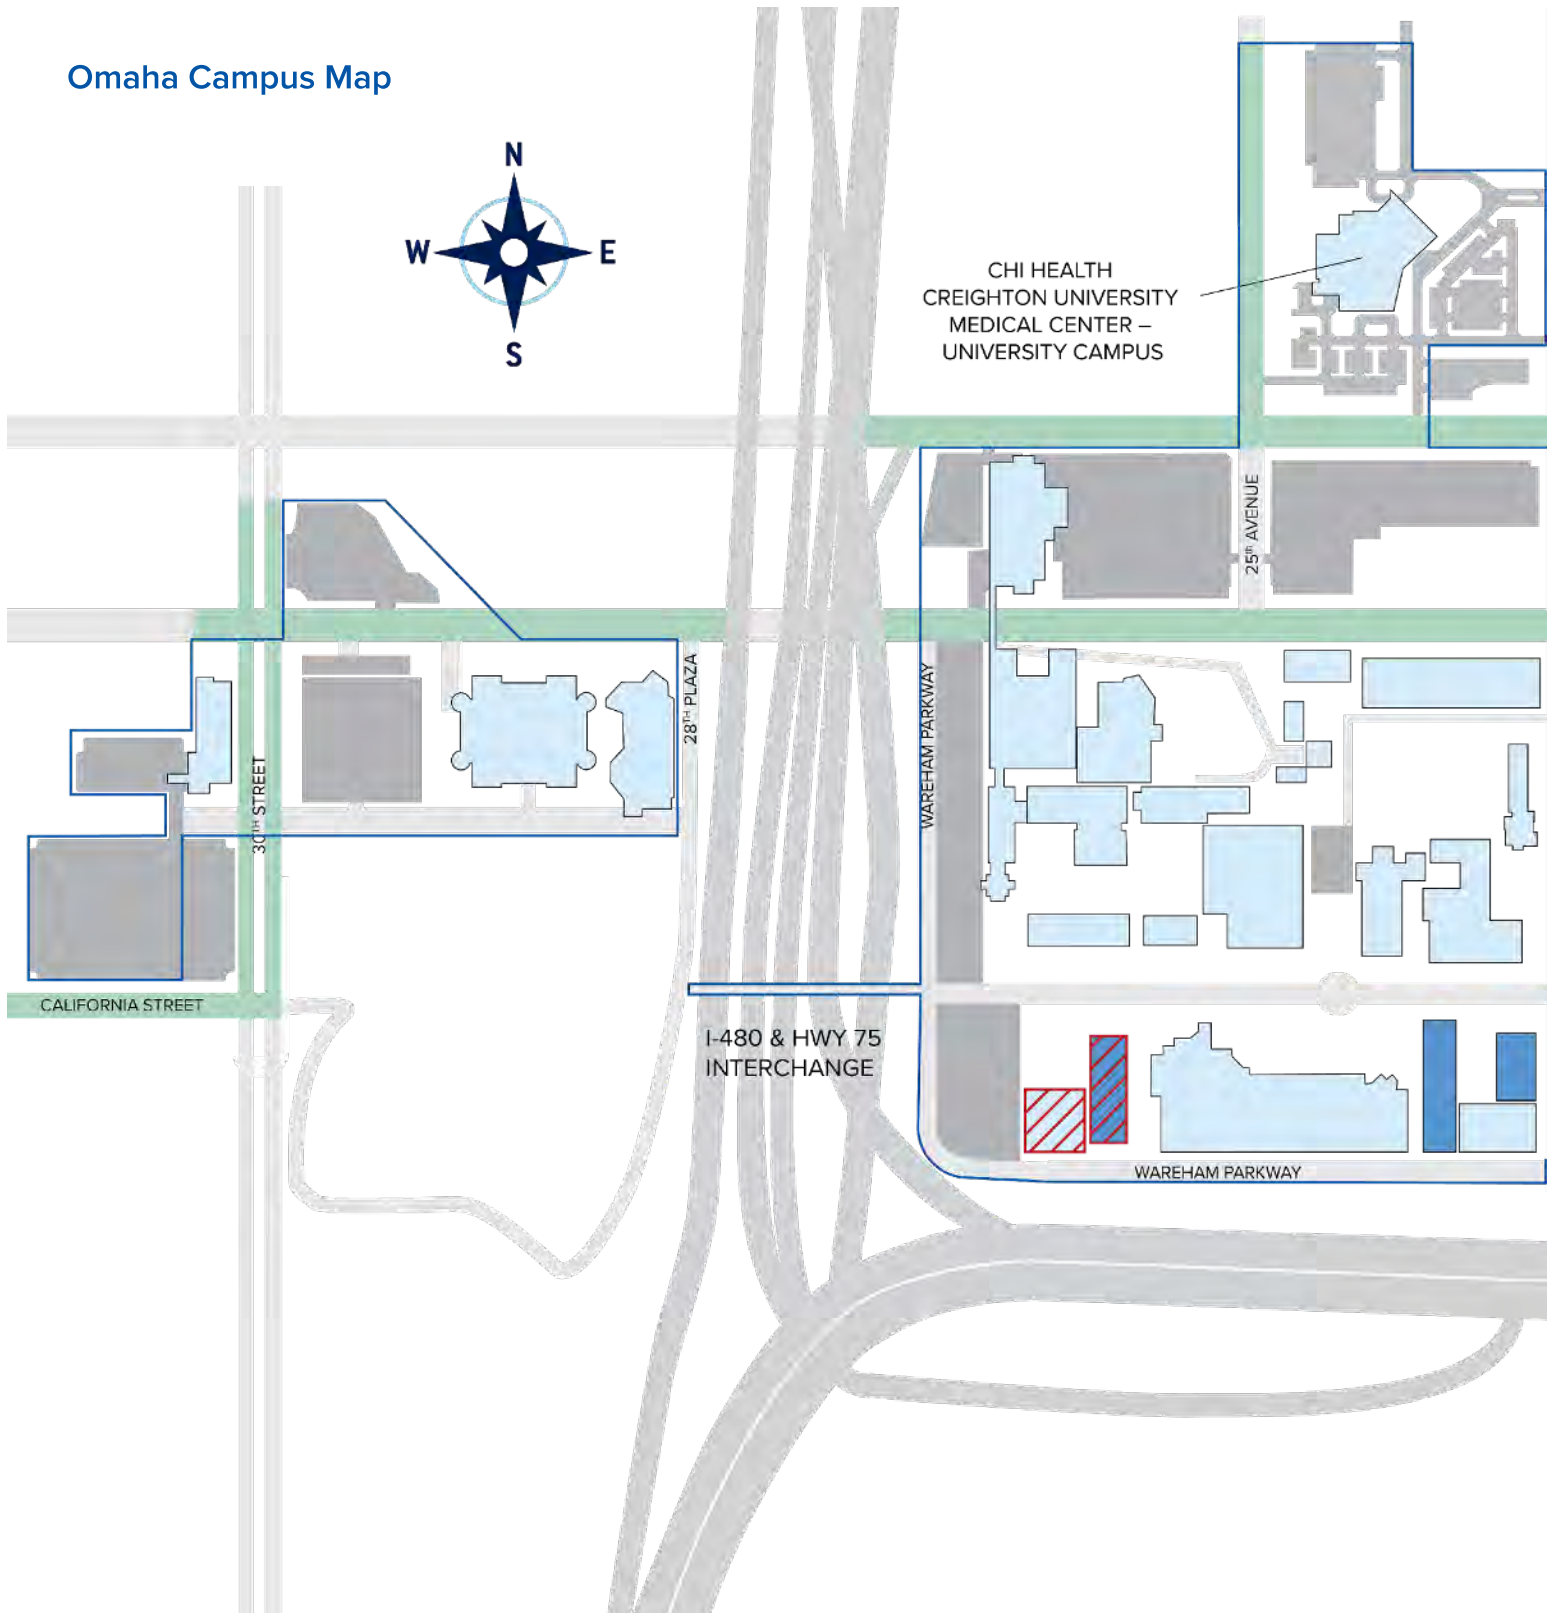 Omaha Campus Map
N
W
E
S
CHI HEALTH
CREIGHTON UNIVERSITY
MEDICAL CENTER –
UNIVERSITY CAMPUS
25th AVENUE
28TH PLAZA
WAREHAM PARKWAY
30TH STREET
CALIFORNIA STREET
I-480 & HWY 75
INTERCHANGE
WAREHAM PARKWAY